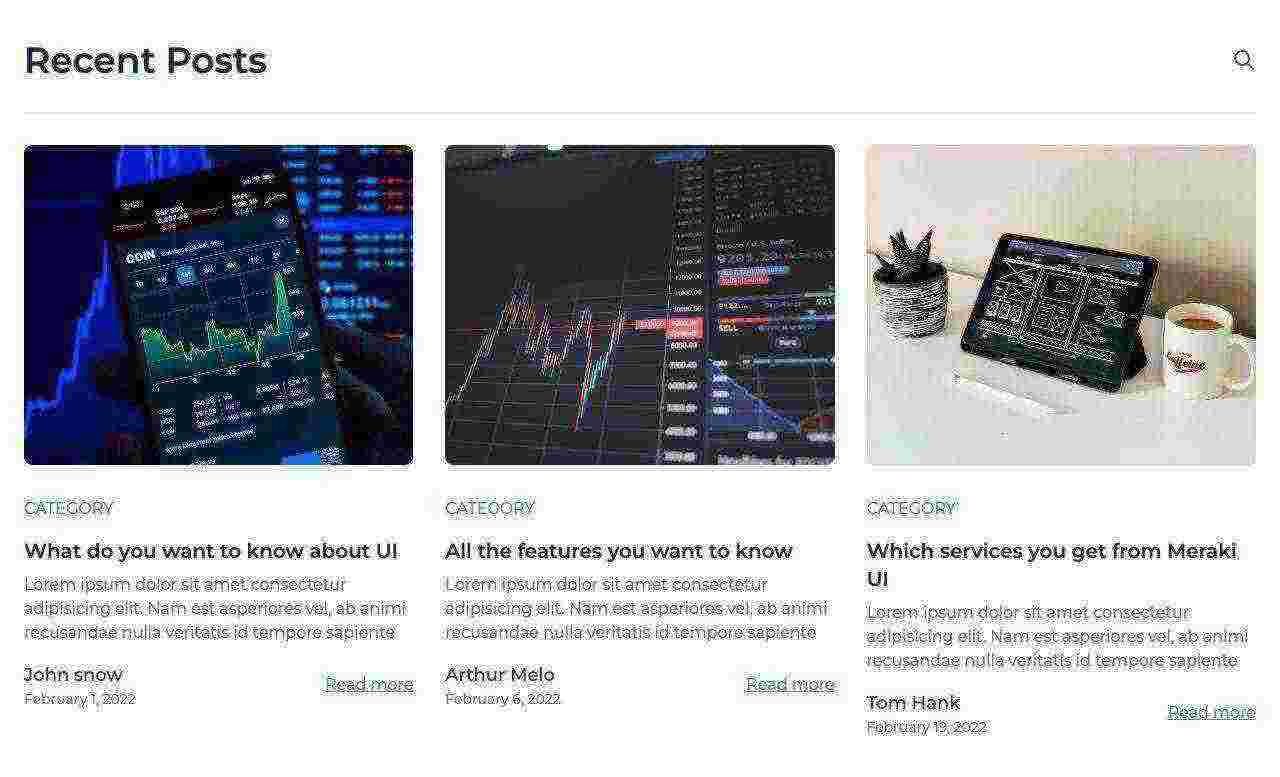 Recent Posts
COIN
SELL
CATEGORY
What do you want to know about UI
Lorem ipsum dolor sit amet consectetur
adipisicing elit. Nam est asperiores vel, ab animi
recusandae nulla veritatis id tempore sapiente
John snow
February 1, 2022
Read more
CATEGORY
All the features you want to know
Lorem ipsum dolor sit amet consectetur
adipisicing elit. Nam est asperiores vel, ab animi
recusandae nulla veritatis id tempore sapiente
Arthur Melo
February 6, 2022
Read more
CATEGORY
Which services you get from Meraki
UI
Lorem ipsum dolor sit amet consectetur
adipisicing elit. Nam est asperiores vel, ab animi
recusandae nulla veritatis id tempore sapiente
Tom Hank
February 19, 2022
Read more